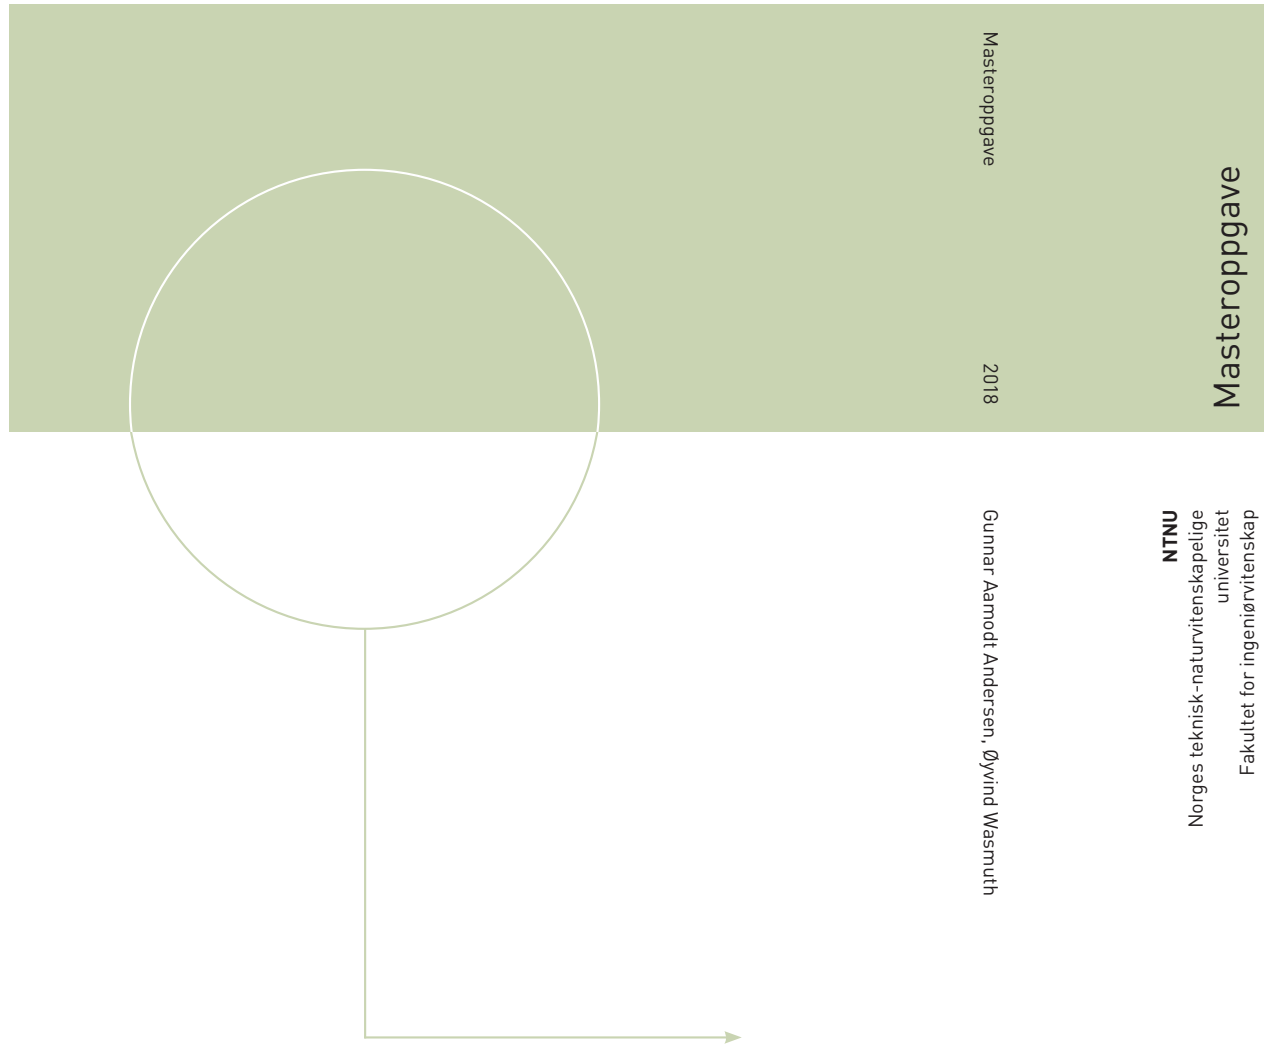 Masteroppgave
2018
Gunnar Aamodt Andersen, Øyvind Wasmuth
Masteroppgave
NTNU
Norges teknisk-naturvitenskapelige
universitet
Fakultet for ingeniørvitenskap